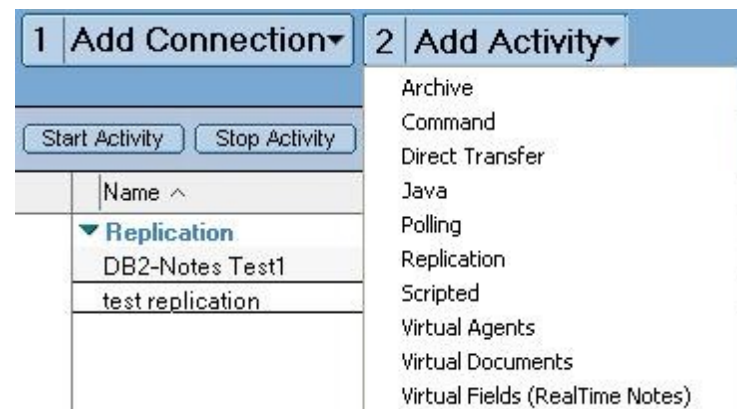 1 Add Connection
2 Add Activity
Start Activity
Stop Activity
Name
Replication
DB2-Notes Test1
test replication
Archive
Command
Direct Transfer
Java
Polling
Replication
Scripted
Virtual Agents
Virtual Documents
Virtual Fields (RealTime Notes)